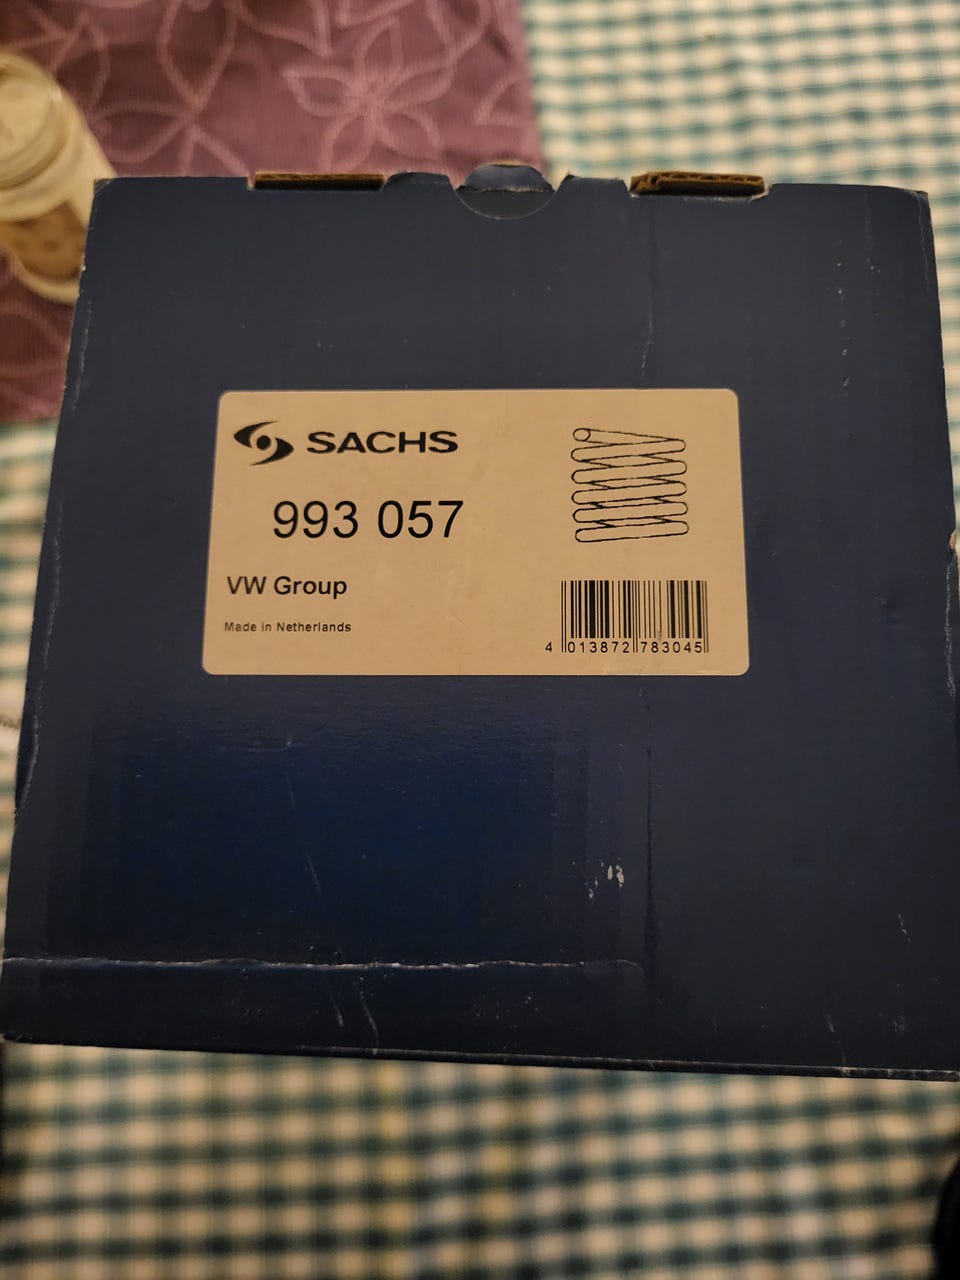 SACHS
993 057
VW Group
Made in Netherlands
4 013872 783045